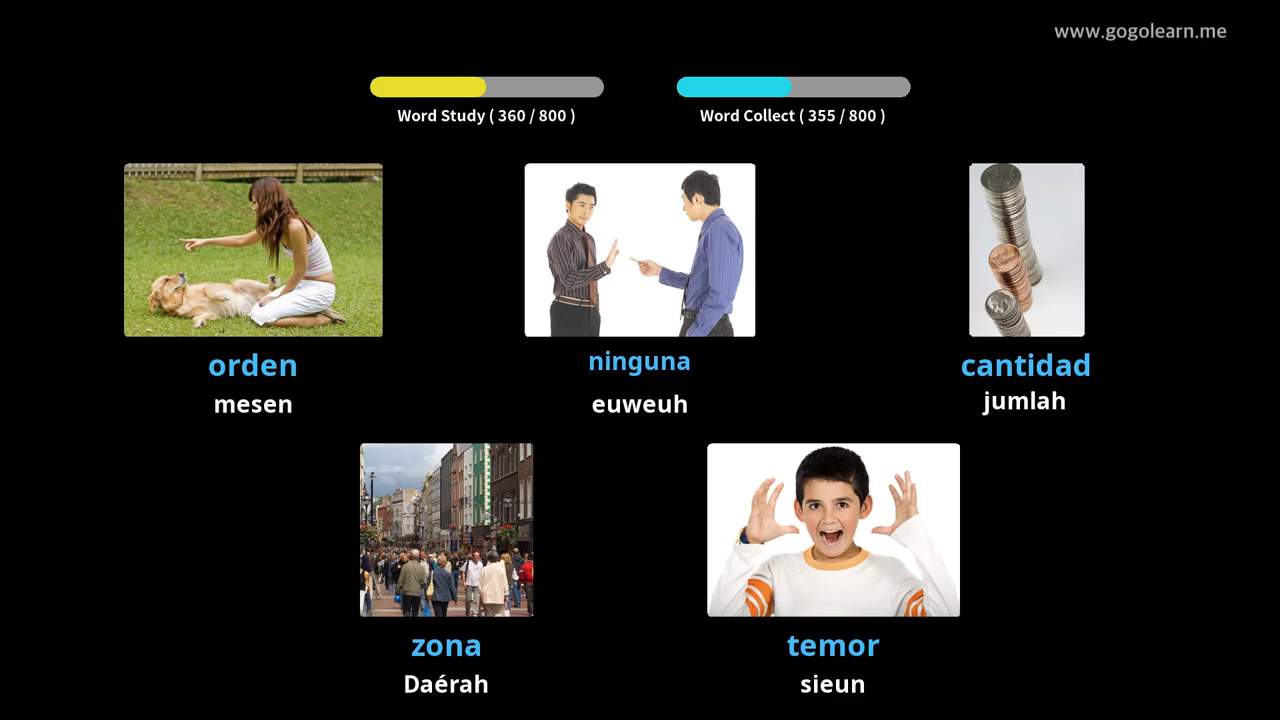 www.gogolearn.me
Word Study ( 360 / 800 )
Word Collect ( 355 / 800 )
orden
mesen
ninguna
euweuh
cantidad
jumlah
zona
Daérah
temor
sieun